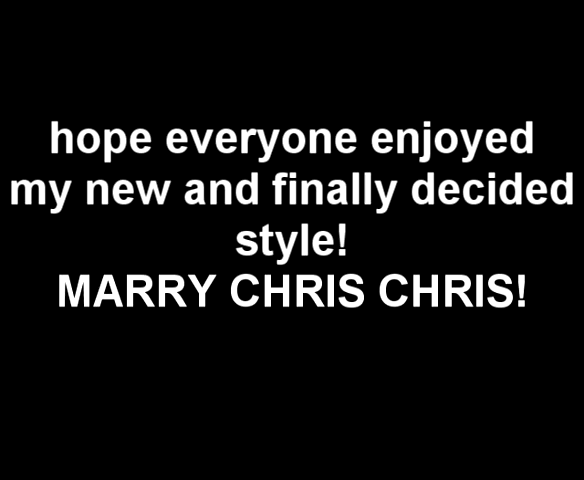 hope everyone enjoyed
my new and finally decided
style!
MARRY CHRIS CHRIS!